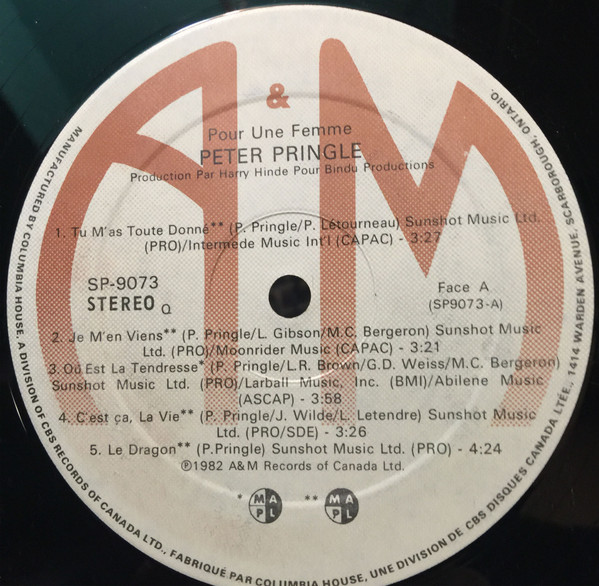 A & M
Pour Une Femme
PETER PRINGLE
Production Par Harry Hinde Pour Bindu Productions
1. Tu M'as Toute Donné** (P. Pringle/P. Létourneau) Sunshot Music Ltd.
(PRO)/Intermede Music Int'l (CAPAC) - 3:27
SP-9073
STEREO Q
Face A
(SP9073-A)
2. Je M'en Viens** (P. Pringle/L. Gibson/M.C. Bergeron) Sunshot Music
Ltd. (PRO)/Moonrider Music (CAPAC) - 3:21
3. Où Est La Tendresse* (P. Pringle/L.R. Brown/G.D. Weiss/M.C. Bergeron)
Sunshot Music Ltd. (PRO)/Larball Music, Inc. (BMI)/Abilene Music
(ASCAP) - 3:58
4. C'est ça, La Vie** (P. Pringle/J. Wilde/L. Letendre) Sunshot Music
Ltd. (PRO/SDE) - 3:26
5. Le Dragon** (P.Pringle) Sunshot Music Ltd. (PRO) - 4:24
℗1982 A&M Records of Canada Ltd.
* MAPL ** MAPL
MANUFACTURED BY COLUMBIA HOUSE, A DIVISION OF CBS RECORDS OF CANADA LTD., FABRIQUÉ PAR COLUMBIA HOUSE, UNE DIVISION DE CBS DISQUES CANADA LTÉE., 1414 WARDEN AVENUE, SCARBOROUGH, ONTARIO.